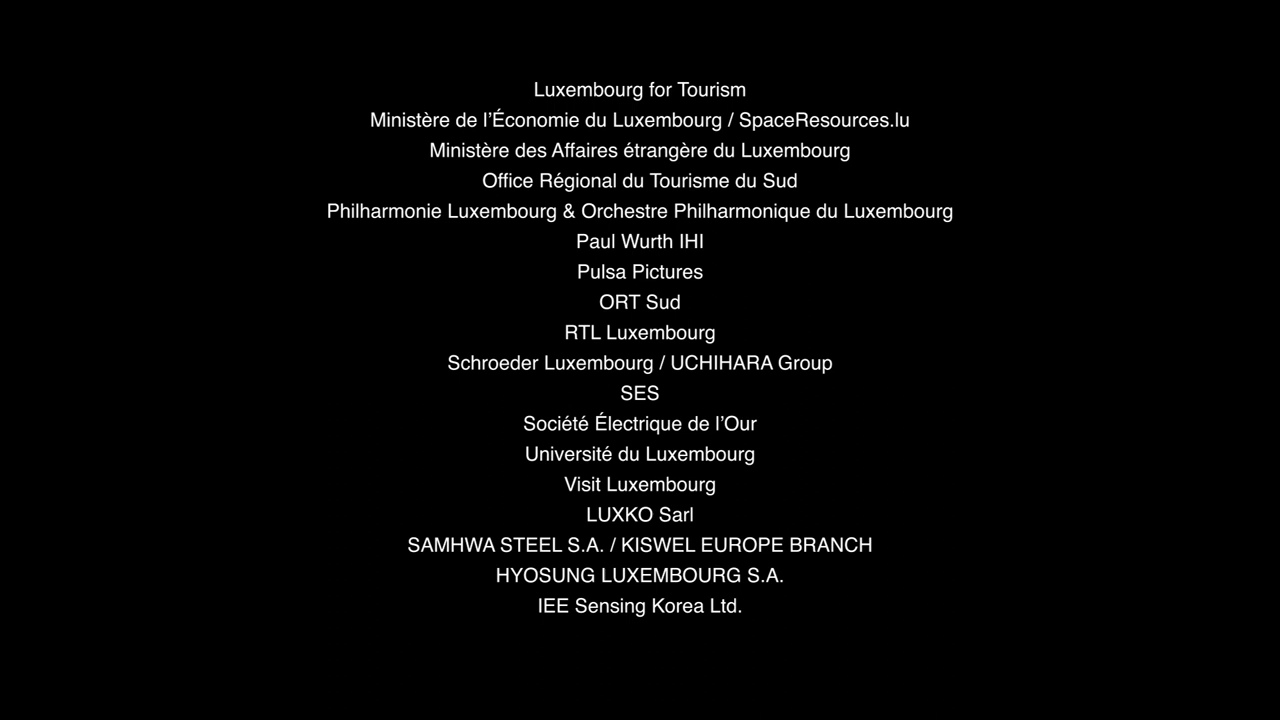 Luxembourg for Tourism
Ministère de l’Économie du Luxembourg / SpaceResources.lu
Ministère des Affaires étrangère du Luxembourg
Office Régional du Tourisme du Sud
Philharmonie Luxembourg & Orchestre Philharmonique du Luxembourg
Paul Wurth IHI
Pulsa Pictures
ORT Sud
RTL Luxembourg
Schroeder Luxembourg / UCHIHARA Group
SES
Société Électrique de l’Our
Université du Luxembourg
Visit Luxembourg
LUXKO Sarl
SAMHWA STEEL S.A. / KISWEL EUROPE BRANCH
HYOSUNG LUXEMBOURG S.A.
IEE Sensing Korea Ltd.